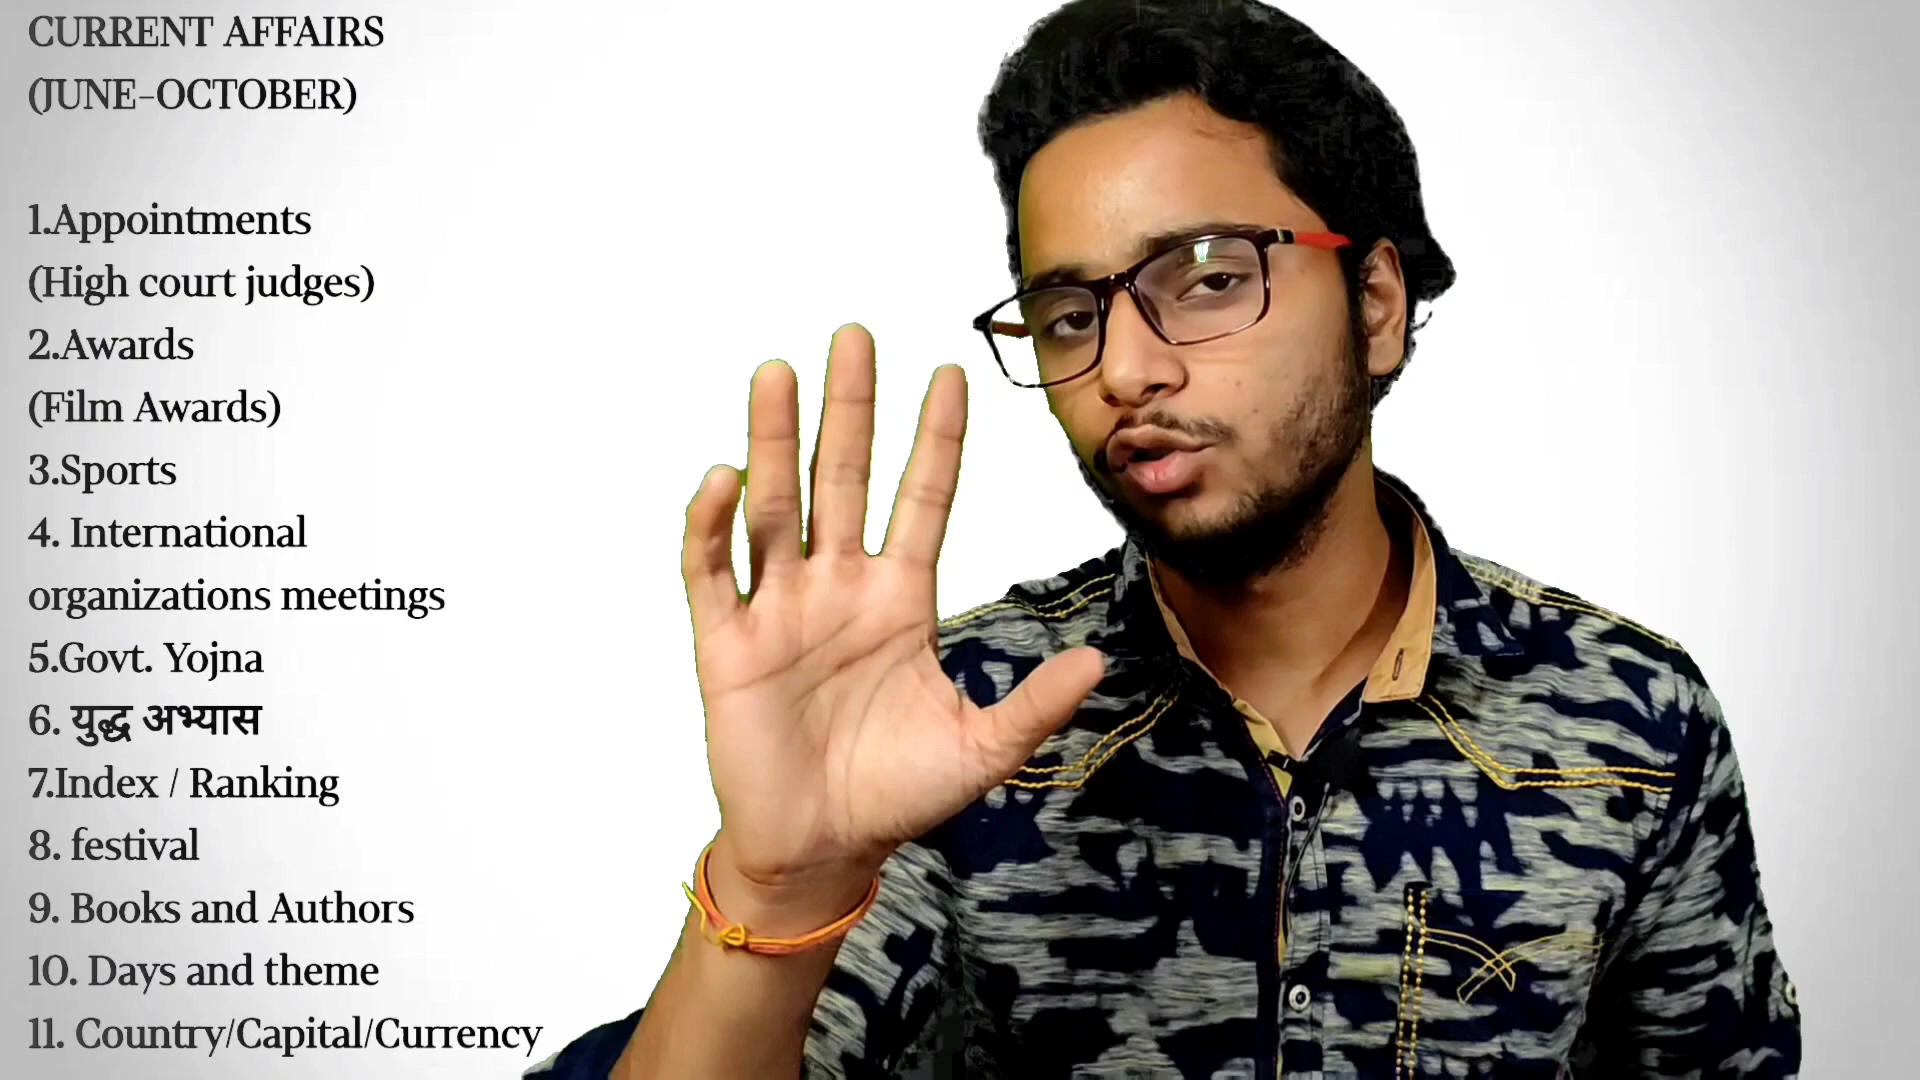 CURRENT AFFAIRS
(JUNE-OCTOBER)
1.Appointments
(High court judges)
2.Awards
(Film Awards)
3.Sports
4. International
organizations meetings
5.Govt. Yojna
6. युद्ध अभ्यास
7.Index / Ranking
8. festival
9. Books and Authors
10. Days and theme
11. Country/Capital/Currency